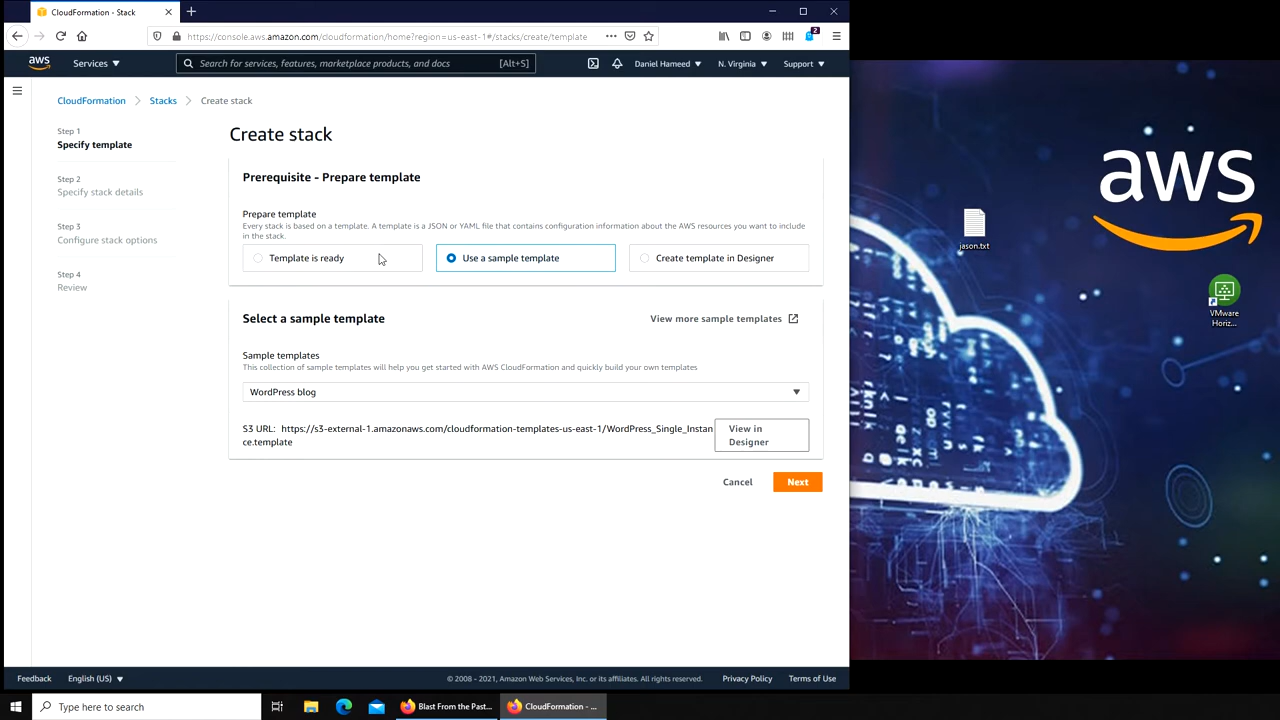 CloudFormation - Stack
https://console.aws.amazon.com/cloudformation/home?region=us-east-1#/stacks/create/template
2
aws
Services
Search for services, features, marketplace products, and docs
[Alt+S]
Daniel Hameed
N. Virginia
Support
CloudFormation
Stacks
Create stack
Step 1
Specify template
Step 2
Specify stack details
Step 3
Configure stack options
Step 4
Review
Create stack
Prerequisite - Prepare template
Prepare template
Every stack is based on a template. A template is a JSON or YAML file that contains configuration information about the AWS resources you want to include
in the stack.
Template is ready
Use a sample template
Create template in Designer
Select a sample template
View more sample templates
Sample templates
This collection of sample templates will help you get started with AWS CloudFormation and quickly build your own templates
WordPress blog
S3 URL: https://s3-external-1.amazonaws.com/cloudformation-templates-us-east-1/WordPress_Single_Instan
ce.template
View in
Designer
Cancel
Next
Feedback
English (US)
© 2008 - 2021, Amazon Web Services, Inc. or its affiliates. All rights reserved.
Privacy Policy
Terms of Use
aws
jason.txt
VMware
Horiz...
Type here to search
Blast From the Past...
CloudFormation - ...